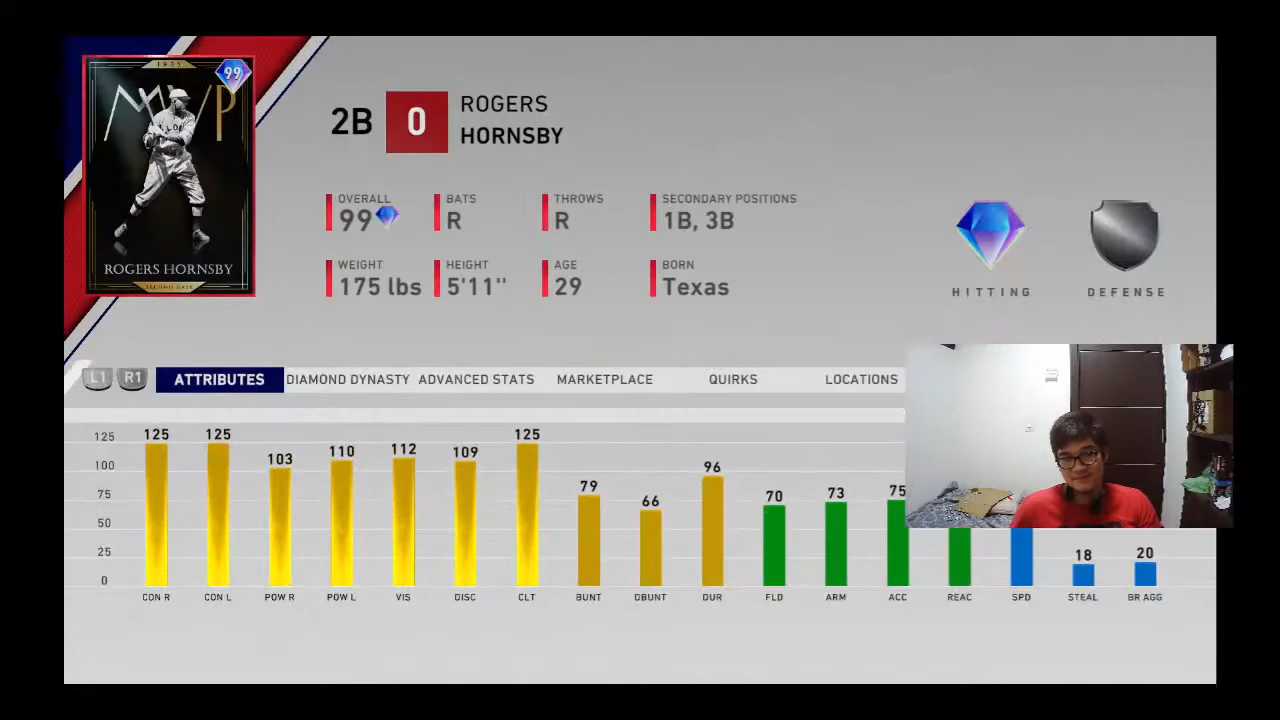 1925
99
MVP
ROGERS HORNSBY
SECOND BASE
2B
0
ROGERS
HORNSBY
OVERALL
99
BATS
R
THROWS
R
SECONDARY POSITIONS
1B, 3B
WEIGHT
175 lbs
HEIGHT
5'11"
AGE
29
BORN
Texas
HITTING
DEFENSE
L1 R1 ATTRIBUTES DIAMOND DYNASTY ADVANCED STATS MARKETPLACE QUIRKS LOCATIONS
125
100
75
50
25
0
125 125 103 110 112 109 125 79 66 96 70 73 75 18 20
CON R CON L POW R POW L VIS DISC CLT BUNT DBUNT DUR FLD ARM ACC REAC SPD STEAL BR AGG